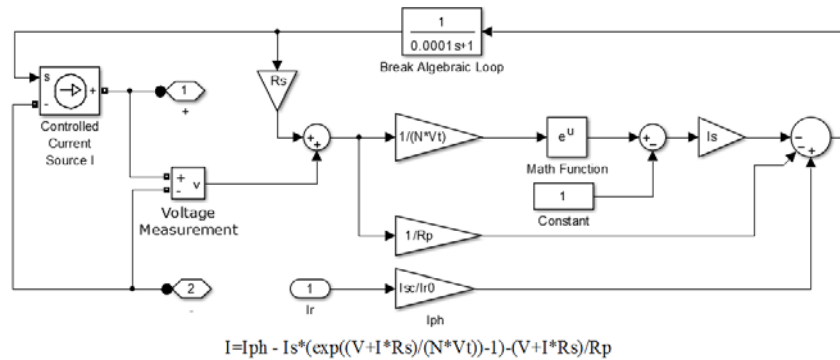 1
0.0001s+1
Break Algebraic Loop
s
-
+
Controlled
Current
Source I
1
+
Rs
+
+
1/(N*Vt)
e^u
Math Function
+
-
Is
-
-
+
+
-
v
Voltage
Measurement
1
Constant
1/Rp
2
-
1
Ir
Isc/Ir0
Iph
I=Iph - Is*(exp((V+I*Rs)/(N*Vt))-1)-(V+I*Rs)/Rp